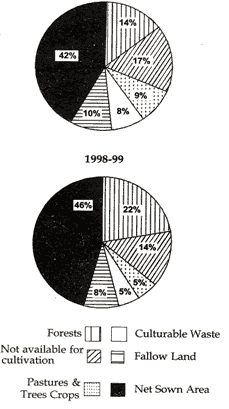 14%
42%
17%
9%
10%
8%
1998-99
46%
22%
14%
5%
8%
5%
Forests
Culturable Waste
Not available for
cultivation
Fallow Land
Pastures &
Trees Crops
Net Sown Area